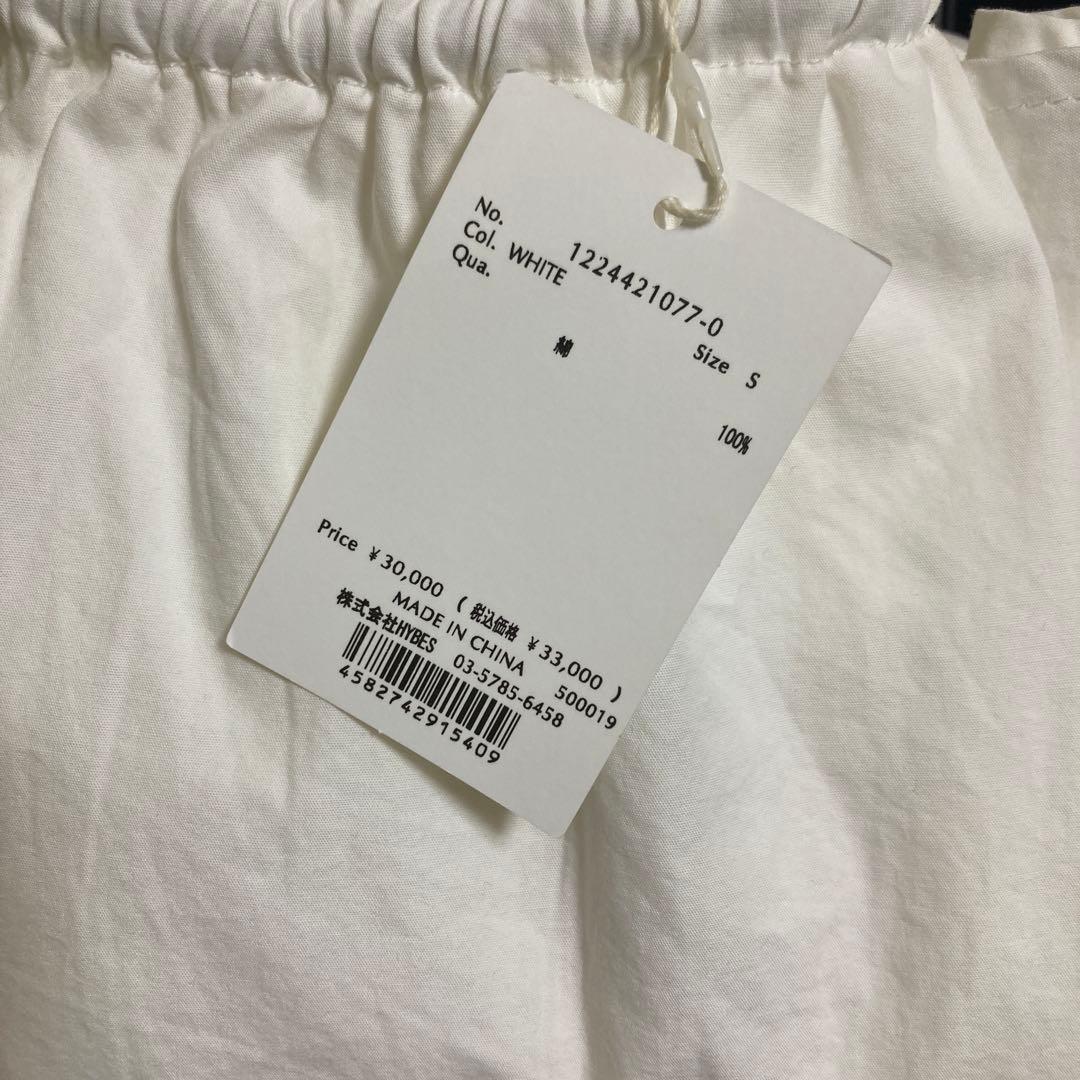 No. 1224421077-0
Col. WHITE Size S
Qua.
綿 100%
Price ¥30,000 ( 税込価格 ¥33,000 )
MADE IN CHINA 500019
株式会社HYBES 03-5785-6458
4582742915409